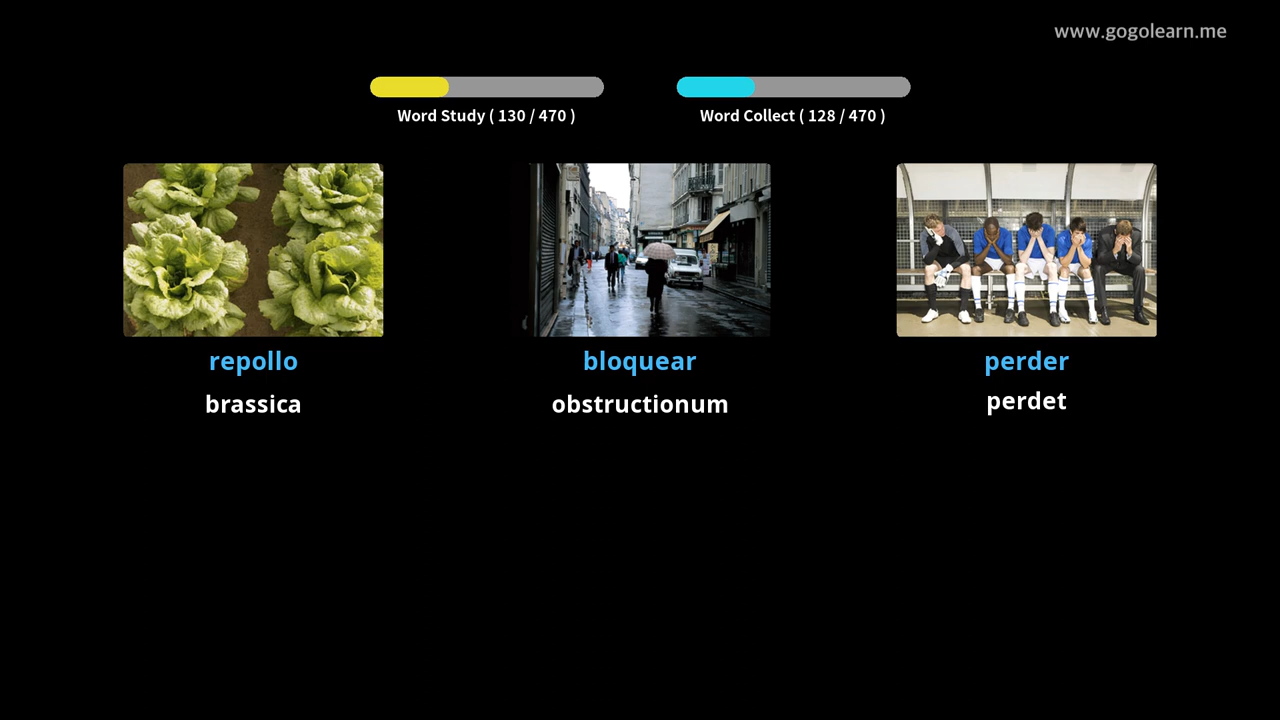 www.gogolearn.me
Word Study ( 130 / 470 )
Word Collect ( 128 / 470 )
repollo
brassica
bloquear
obstructionum
perder
perdet